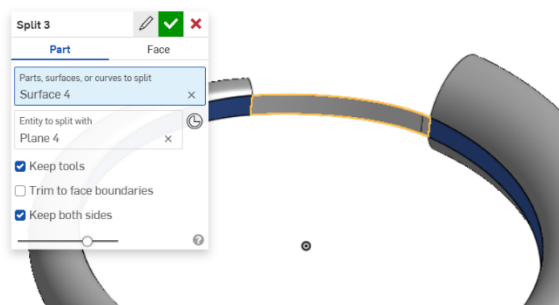 Split 3
Part
Face
Parts, surfaces, or curves to split
Surface 4
Entity to split with
Plane 4
Keep tools
Trim to face boundaries
Keep both sides